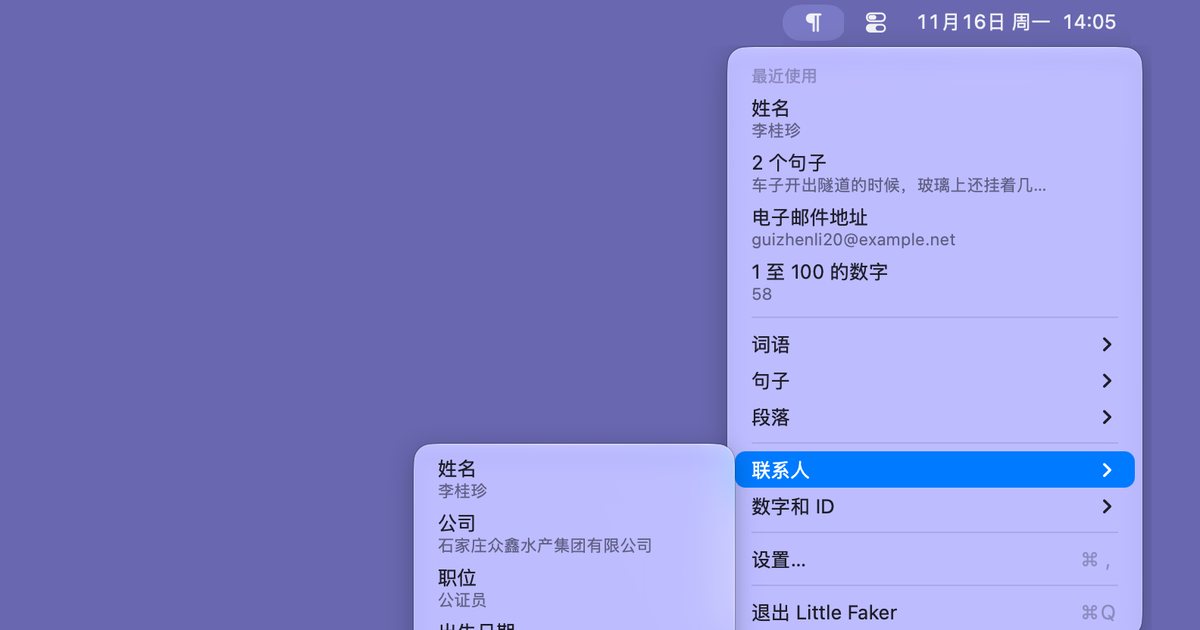 11月16日 周一 14:05
最近使用
姓名
李桂珍
2 个句子
车子开出隧道的时候，玻璃上还挂着几...
电子邮件地址
guizhenli20@example.net
1 至 100 的数字
58
词语
句子
段落
联系人
数字和 ID
设置...
⌘ ,
退出 Little Faker
⌘Q
姓名
李桂珍
公司
石家庄众鑫水产集团有限公司
职位
公证员
出生日期